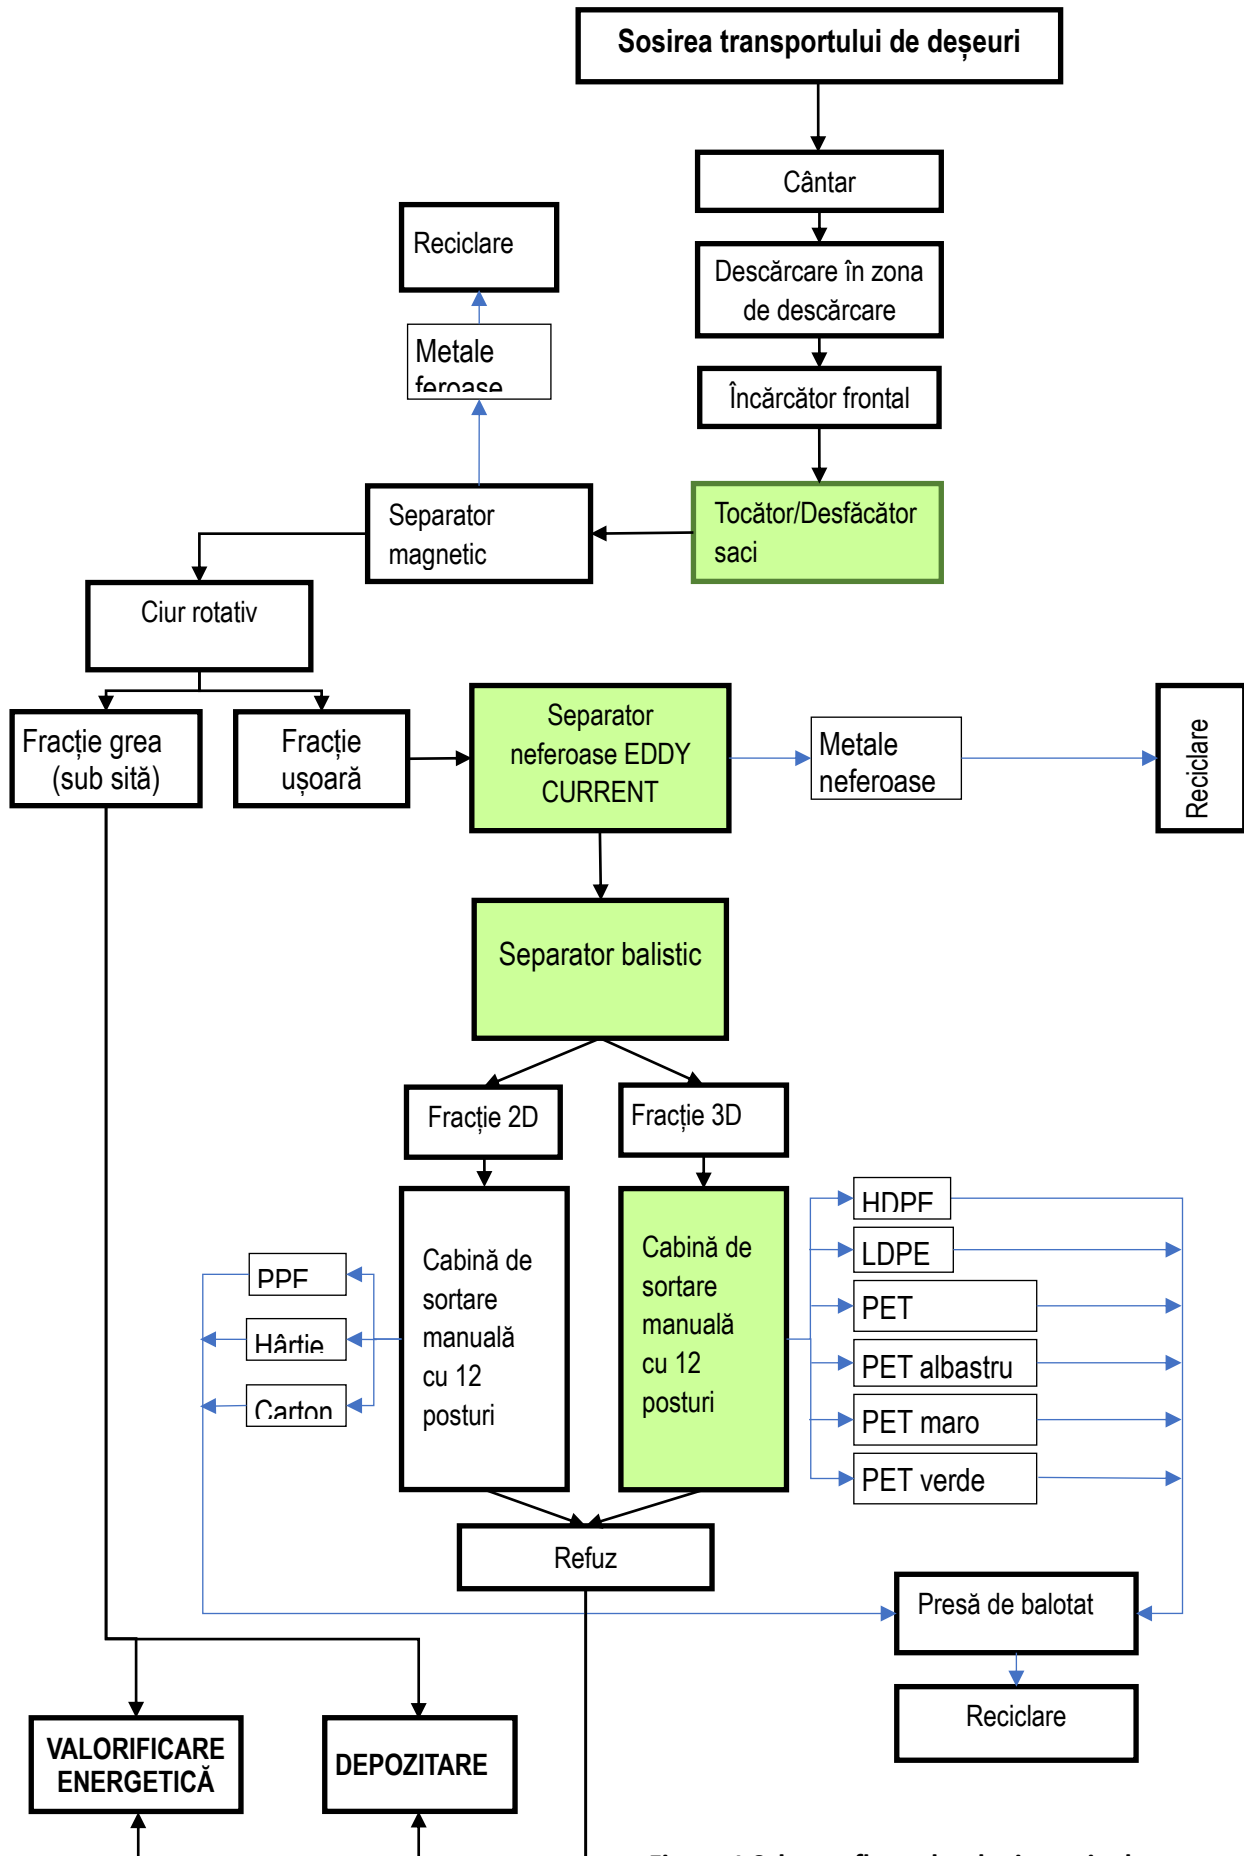 Sosirea transportului de deșeuri
Cântar
Reciclare
Descărcare în zona
de descărcare
Metale
feroase
Încărcător frontal
Separator
magnetic
Tocător/Desfăcător
saci
Ciur rotativ
Fracție grea
(sub sită)
Fracție
ușoară
Separator
neferoase EDDY
CURRENT
Metale
neferoase
Reciclare
Separator balistic
Fracție 2D
Fracție 3D
Cabină de
sortare
manuală
cu 12
posturi
Cabină de
sortare
manuală
cu 12
posturi
HDPE
LDPE
PET
PET albastru
PET maro
PET verde
PPF
Hârtie
Carton
Refuz
Presă de balotat
Reciclare
VALORIFICARE
ENERGETICĂ
DEPOZITARE